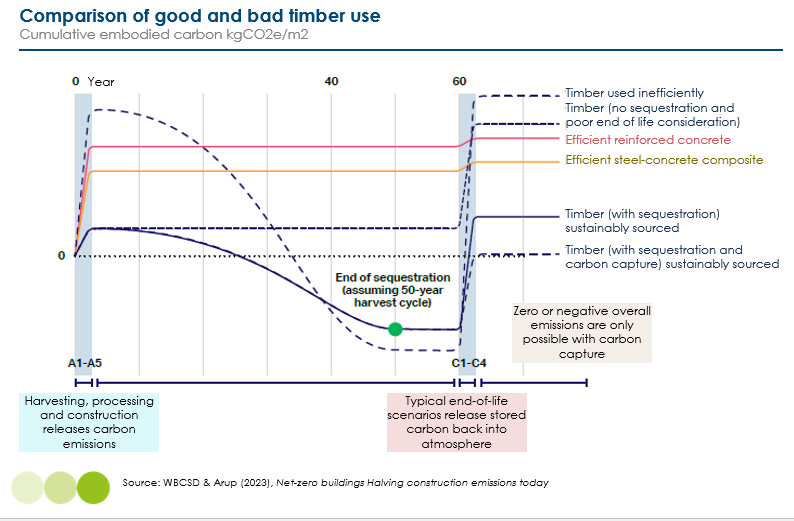 Comparison of good and bad timber use
Cumulative embodied carbon kgCO2e/m2
0 Year
40
60
Timber used inefficiently
Timber (no sequestration and
poor end of life consideration)
Efficient reinforced concrete
Efficient steel-concrete composite
Timber (with sequestration)
sustainably sourced
0
Timber (with sequestration and
carbon capture) sustainably sourced
End of sequestration
(assuming 50-year
harvest cycle)
Zero or negative overall
emissions are only
possible with carbon
capture
A1-A5
C1-C4
Harvesting, processing
and construction
releases carbon
emissions
Typical end-of-life
scenarios release stored
carbon back into
atmosphere
Source: WBCSD & Arup (2023), Net-zero buildings Halving construction emissions today